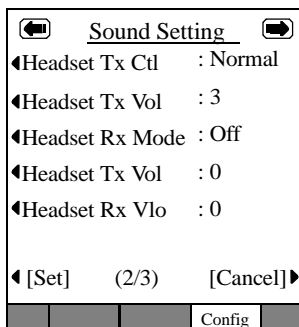 Sound Setting
Headset Tx Ctl : Normal
Headset Tx Vol : 3
Headset Rx Mode : Off
Headset Tx Vol : 0
Headset Rx Vlo : 0
[Set] (2/3) [Cancel]
Config